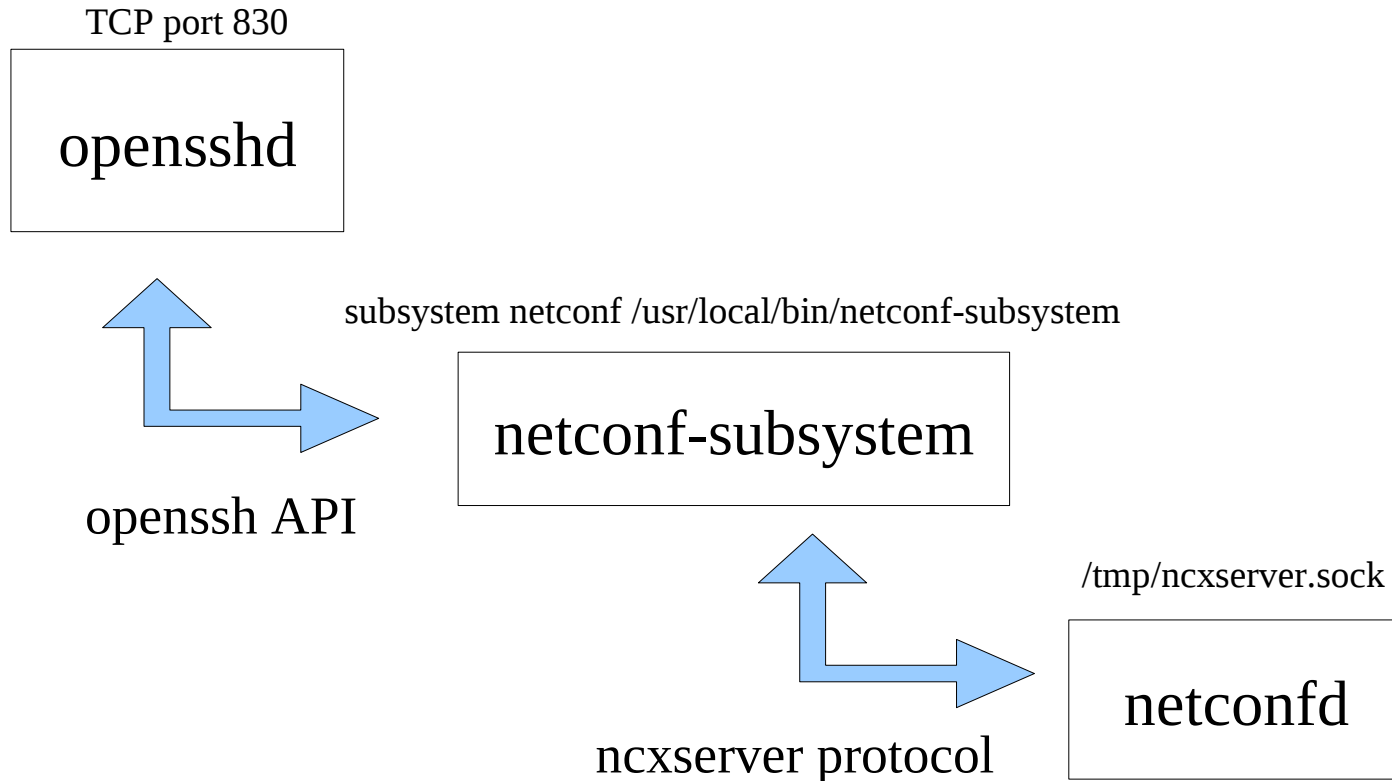 TCP port 830
opensshd
subsystem netconf /usr/local/bin/netconf-subsystem
netconf-subsystem
openssh API
/tmp/ncxserver.sock
netconfd
ncxserver protocol